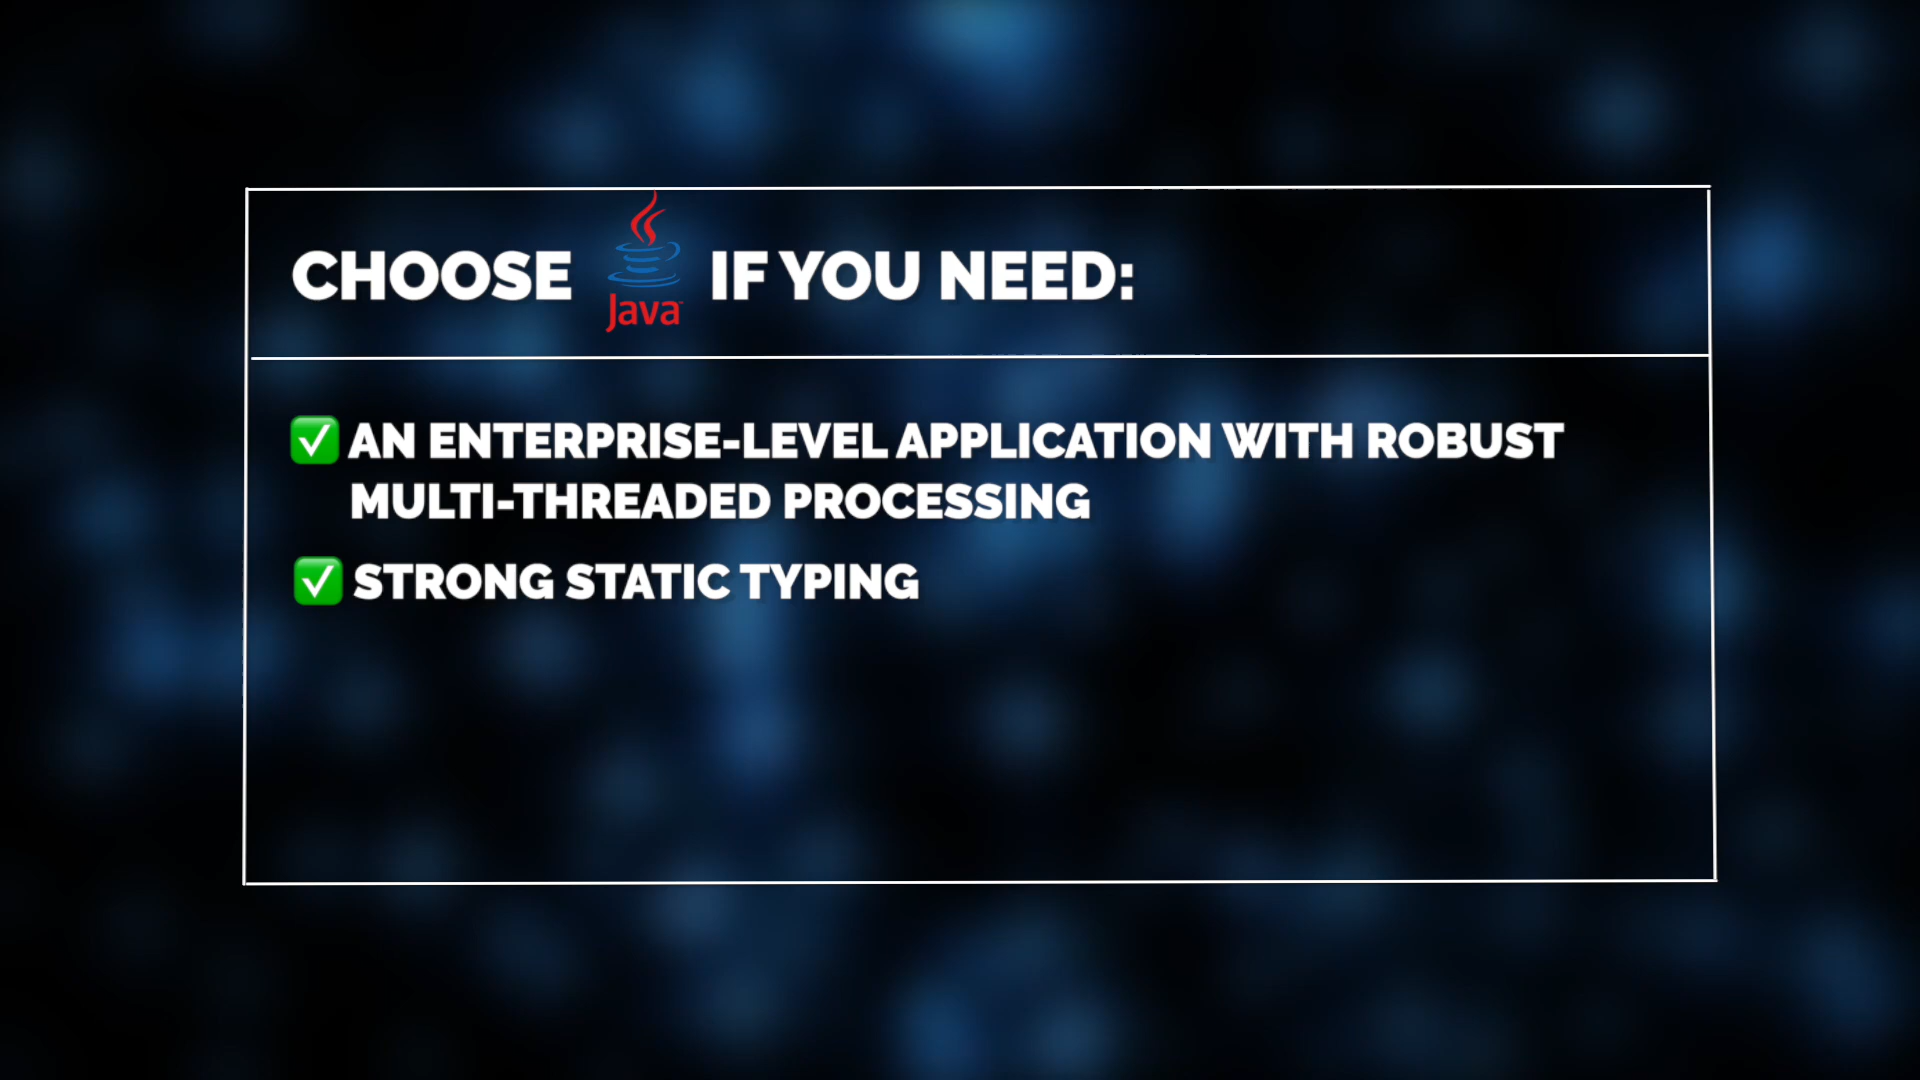 CHOOSE Java IF YOU NEED:
✅ AN ENTERPRISE-LEVEL APPLICATION WITH ROBUST
MULTI-THREADED PROCESSING
✅ STRONG STATIC TYPING